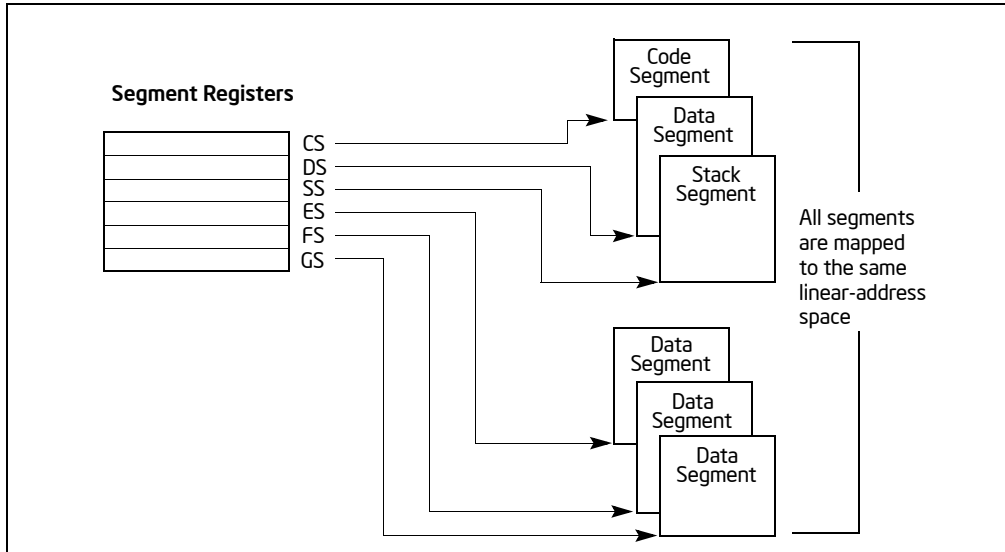 Segment Registers
CS
DS
SS
ES
FS
GS
Code
Segment
Data
Segment
Stack
Segment
Data
Segment
Data
Segment
Data
Segment
All segments
are mapped
to the same
linear-address
space